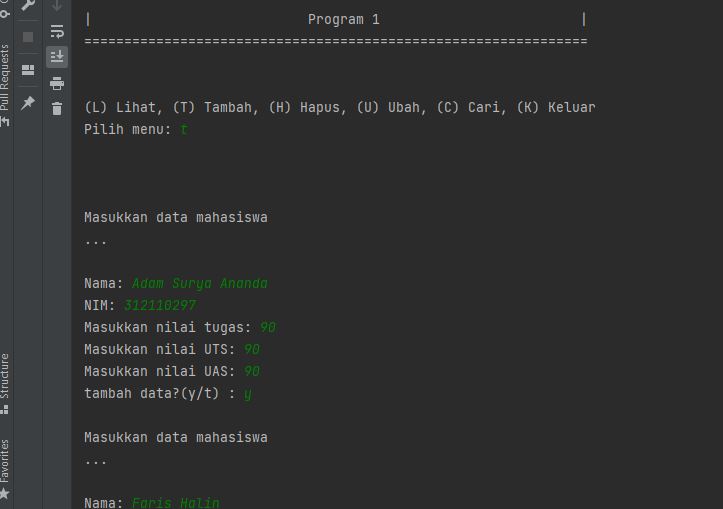 |                           Program 1                         |
===============================================================
(L) Lihat, (T) Tambah, (H) Hapus, (U) Ubah, (C) Cari, (K) Keluar
Pilih menu: t
Masukkan data mahasiswa
...
Nama: Adam Surya Ananda
NIM: 312110297
Masukkan nilai tugas: 90
Masukkan nilai UTS: 90
Masukkan nilai UAS: 90
tambah data?(y/t) : y
Masukkan data mahasiswa
...
Nama: Faris Halin
Pull Requests
Structure
Favorites